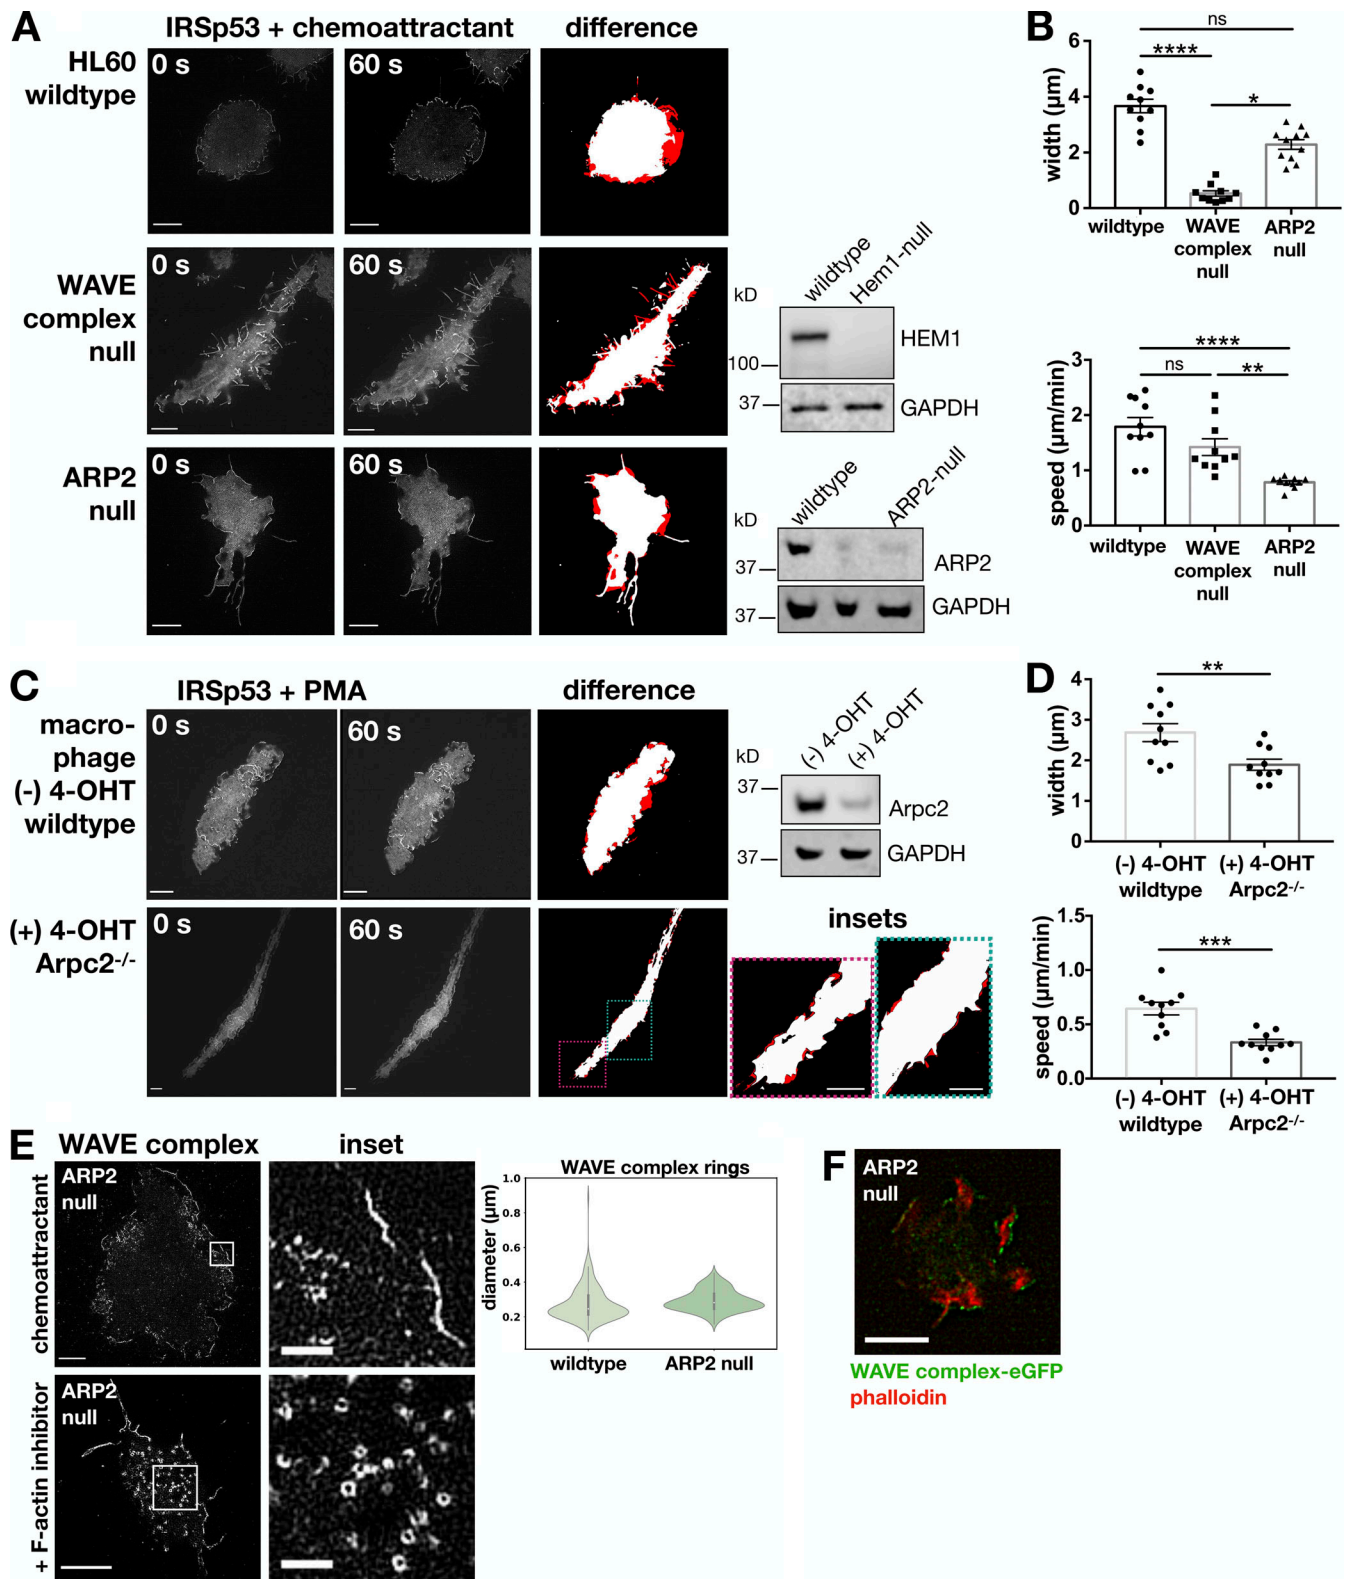 A
IRSp53 + chemoattractant
difference
HL60
wildtype
0 s
60 s
WAVE
complex
null
0 s
60 s
ARP2
null
0 s
60 s
kD
wildtype
Hem1-null
HEM1
100
37
GAPDH
kD
wildtype
ARP2-null
37
ARP2
37
GAPDH
B
ns
****
*
6
4
2
0
width (μm)
wildtype
WAVE
complex
null
ARP2
null
****
ns
**
3
2
1
0
speed (μm/min)
wildtype
WAVE
complex
null
ARP2
null
C
IRSp53 + PMA
difference
macro-
phage
(-) 4-OHT
wildtype
0 s
60 s
(+) 4-OHT
Arpc2-/-
0 s
60 s
kD
(-) 4-OHT
(+) 4-OHT
37
Arpc2
37
GAPDH
insets
D
**
4
3
2
1
0
width (μm)
(-) 4-OHT
wildtype
(+) 4-OHT
Arpc2-/-
***
1.5
1.0
0.5
0.0
speed (μm/min)
(-) 4-OHT
wildtype
(+) 4-OHT
Arpc2-/-
E
WAVE complex
inset
chemoattractant
ARP2
null
+ F-actin inhibitor
ARP2
null
WAVE complex rings
1.0
0.8
0.6
0.4
0.2
diameter (μm)
wildtype
ARP2 null
F
ARP2
null
WAVE complex-eGFP
phalloidin